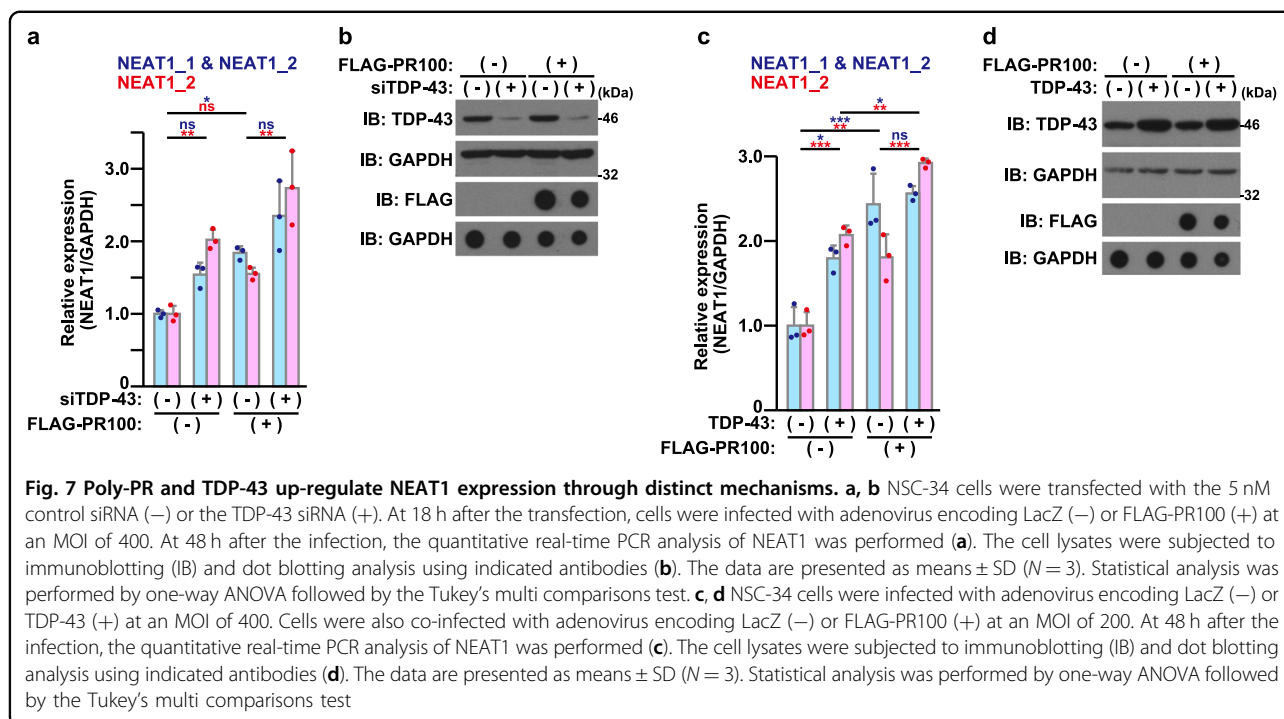 a
NEAT1_1 & NEAT1_2
NEAT1_2
*
ns
ns
**
ns
**
Relative expression
(NEAT1/GAPDH)
3.0
2.0
1.0
0
siTDP-43: (-) (+) (-) (+)
FLAG-PR100: (-) (+)
b
FLAG-PR100: (-) (+)
siTDP-43: (-) (+) (-) (+) (kDa)
IB: TDP-43 -46
IB: GAPDH
-32
IB: FLAG
IB: GAPDH
c
NEAT1_1 & NEAT1_2
NEAT1_2
*
**
***
**
*
***
ns
***
Relative expression
(NEAT1/GAPDH)
3.0
2.0
1.0
0
TDP-43: (-) (+) (-) (+)
FLAG-PR100: (-) (+)
d
FLAG-PR100: (-) (+)
TDP-43: (-) (+) (-) (+) (kDa)
IB: TDP-43 -46
IB: GAPDH
-32
IB: FLAG
IB: GAPDH
Fig. 7 Poly-PR and TDP-43 up-regulate NEAT1 expression through distinct mechanisms. a, b NSC-34 cells were transfected with the 5 nM
control siRNA (−) or the TDP-43 siRNA (+). At 18 h after the transfection, cells were infected with adenovirus encoding LacZ (−) or FLAG-PR100 (+) at
an MOI of 400. At 48 h after the infection, the quantitative real-time PCR analysis of NEAT1 was performed (a). The cell lysates were subjected to
immunoblotting (IB) and dot blotting analysis using indicated antibodies (b). The data are presented as means ± SD (N = 3). Statistical analysis was
performed by one-way ANOVA followed by the Tukey's multi comparisons test. c, d NSC-34 cells were infected with adenovirus encoding LacZ (−) or
TDP-43 (+) at an MOI of 400. Cells were also co-infected with adenovirus encoding LacZ (−) or FLAG-PR100 (+) at an MOI of 200. At 48 h after the
infection, the quantitative real-time PCR analysis of NEAT1 was performed (c). The cell lysates were subjected to immunoblotting (IB) and dot blotting
analysis using indicated antibodies (d). The data are presented as means ± SD (N = 3). Statistical analysis was performed by one-way ANOVA followed
by the Tukey's multi comparisons test